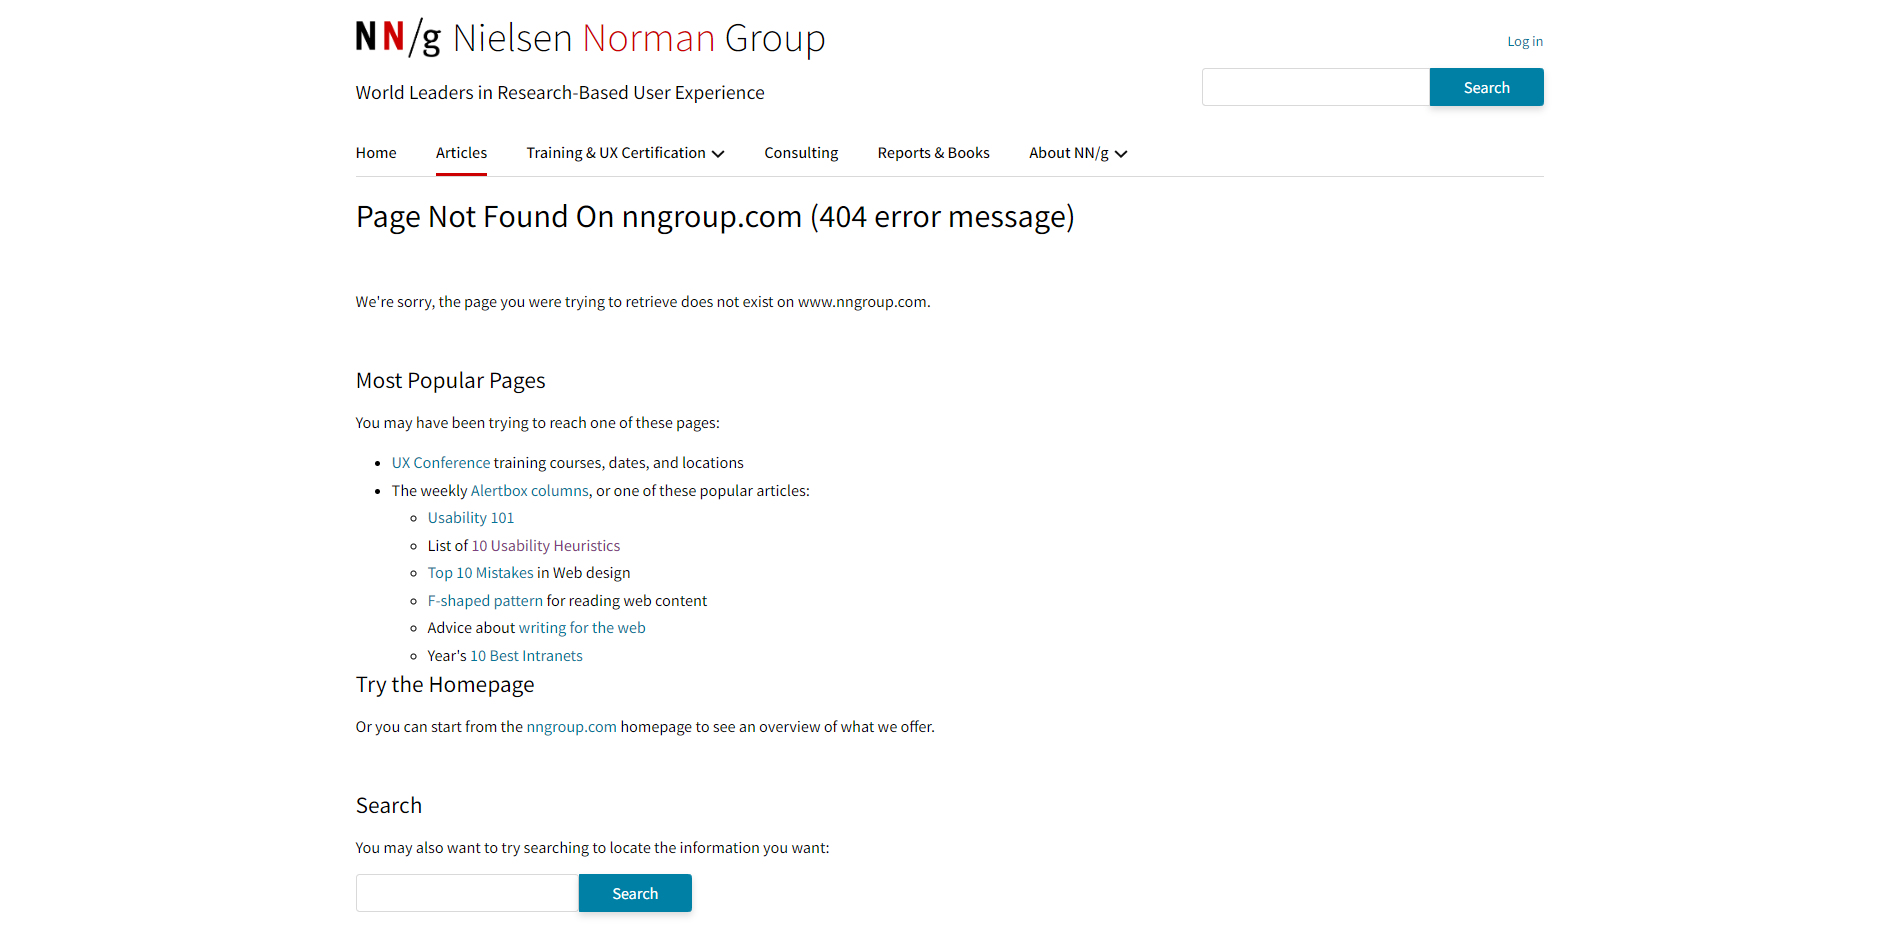 NN/g Nielsen Norman Group
Log in
World Leaders in Research-Based User Experience
Search
Home Articles Training & UX Certification Consulting Reports & Books About NN/g
Page Not Found On nngroup.com (404 error message)
We're sorry, the page you were trying to retrieve does not exist on www.nngroup.com.
Most Popular Pages
You may have been trying to reach one of these pages:
UX Conference training courses, dates, and locations
The weekly Alertbox columns, or one of these popular articles:
Usability 101
List of 10 Usability Heuristics
Top 10 Mistakes in Web design
F-shaped pattern for reading web content
Advice about writing for the web
Year's 10 Best Intranets
Try the Homepage
Or you can start from the nngroup.com homepage to see an overview of what we offer.
Search
You may also want to try searching to locate the information you want:
Search